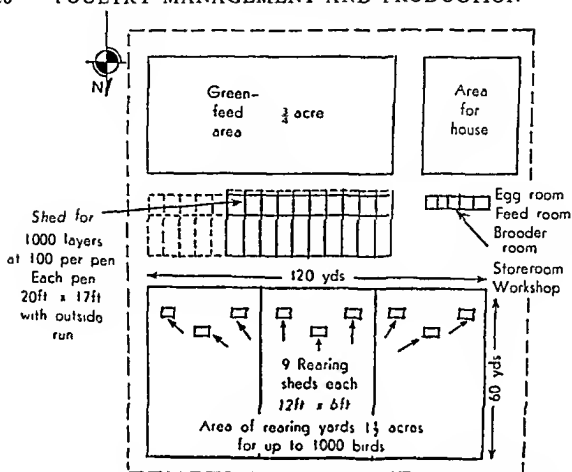 POULTRY MANAGEMENT AND PRODUCTION
N
Green-
feed
area
¾ acre
Area
for
house
Shed for
1000 layers
at 100 per pen
Each pen
20ft x 17ft
with outside
run
Egg room
Feed room
Brooder
room
Storeroom
Workshop
120 yds
60 yds
9 Rearing
sheds each
12ft x 6ft
Area of rearing yards 1½ acres
for up to 1000 birds